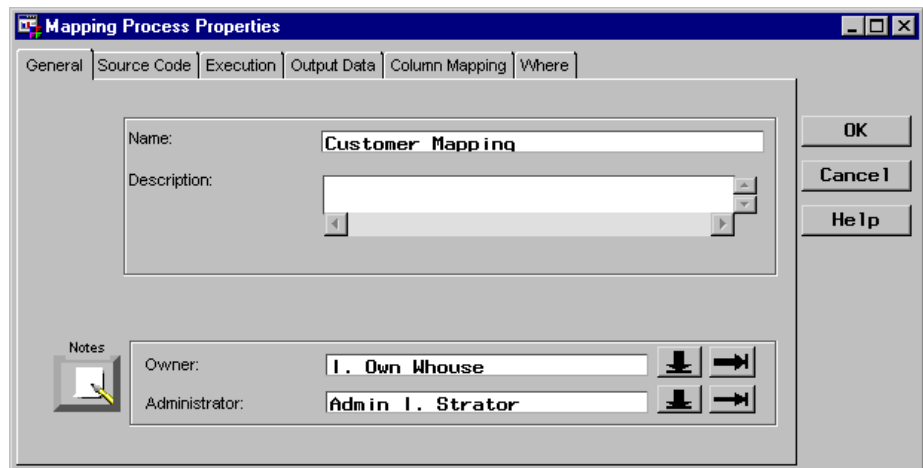 Mapping Process Properties
General Source Code Execution Output Data Column Mapping Where
Name: Customer Mapping
Description:
OK
Cancel
Help
Notes
Owner: I. Own Whouse
Administrator: Admin I. Strator